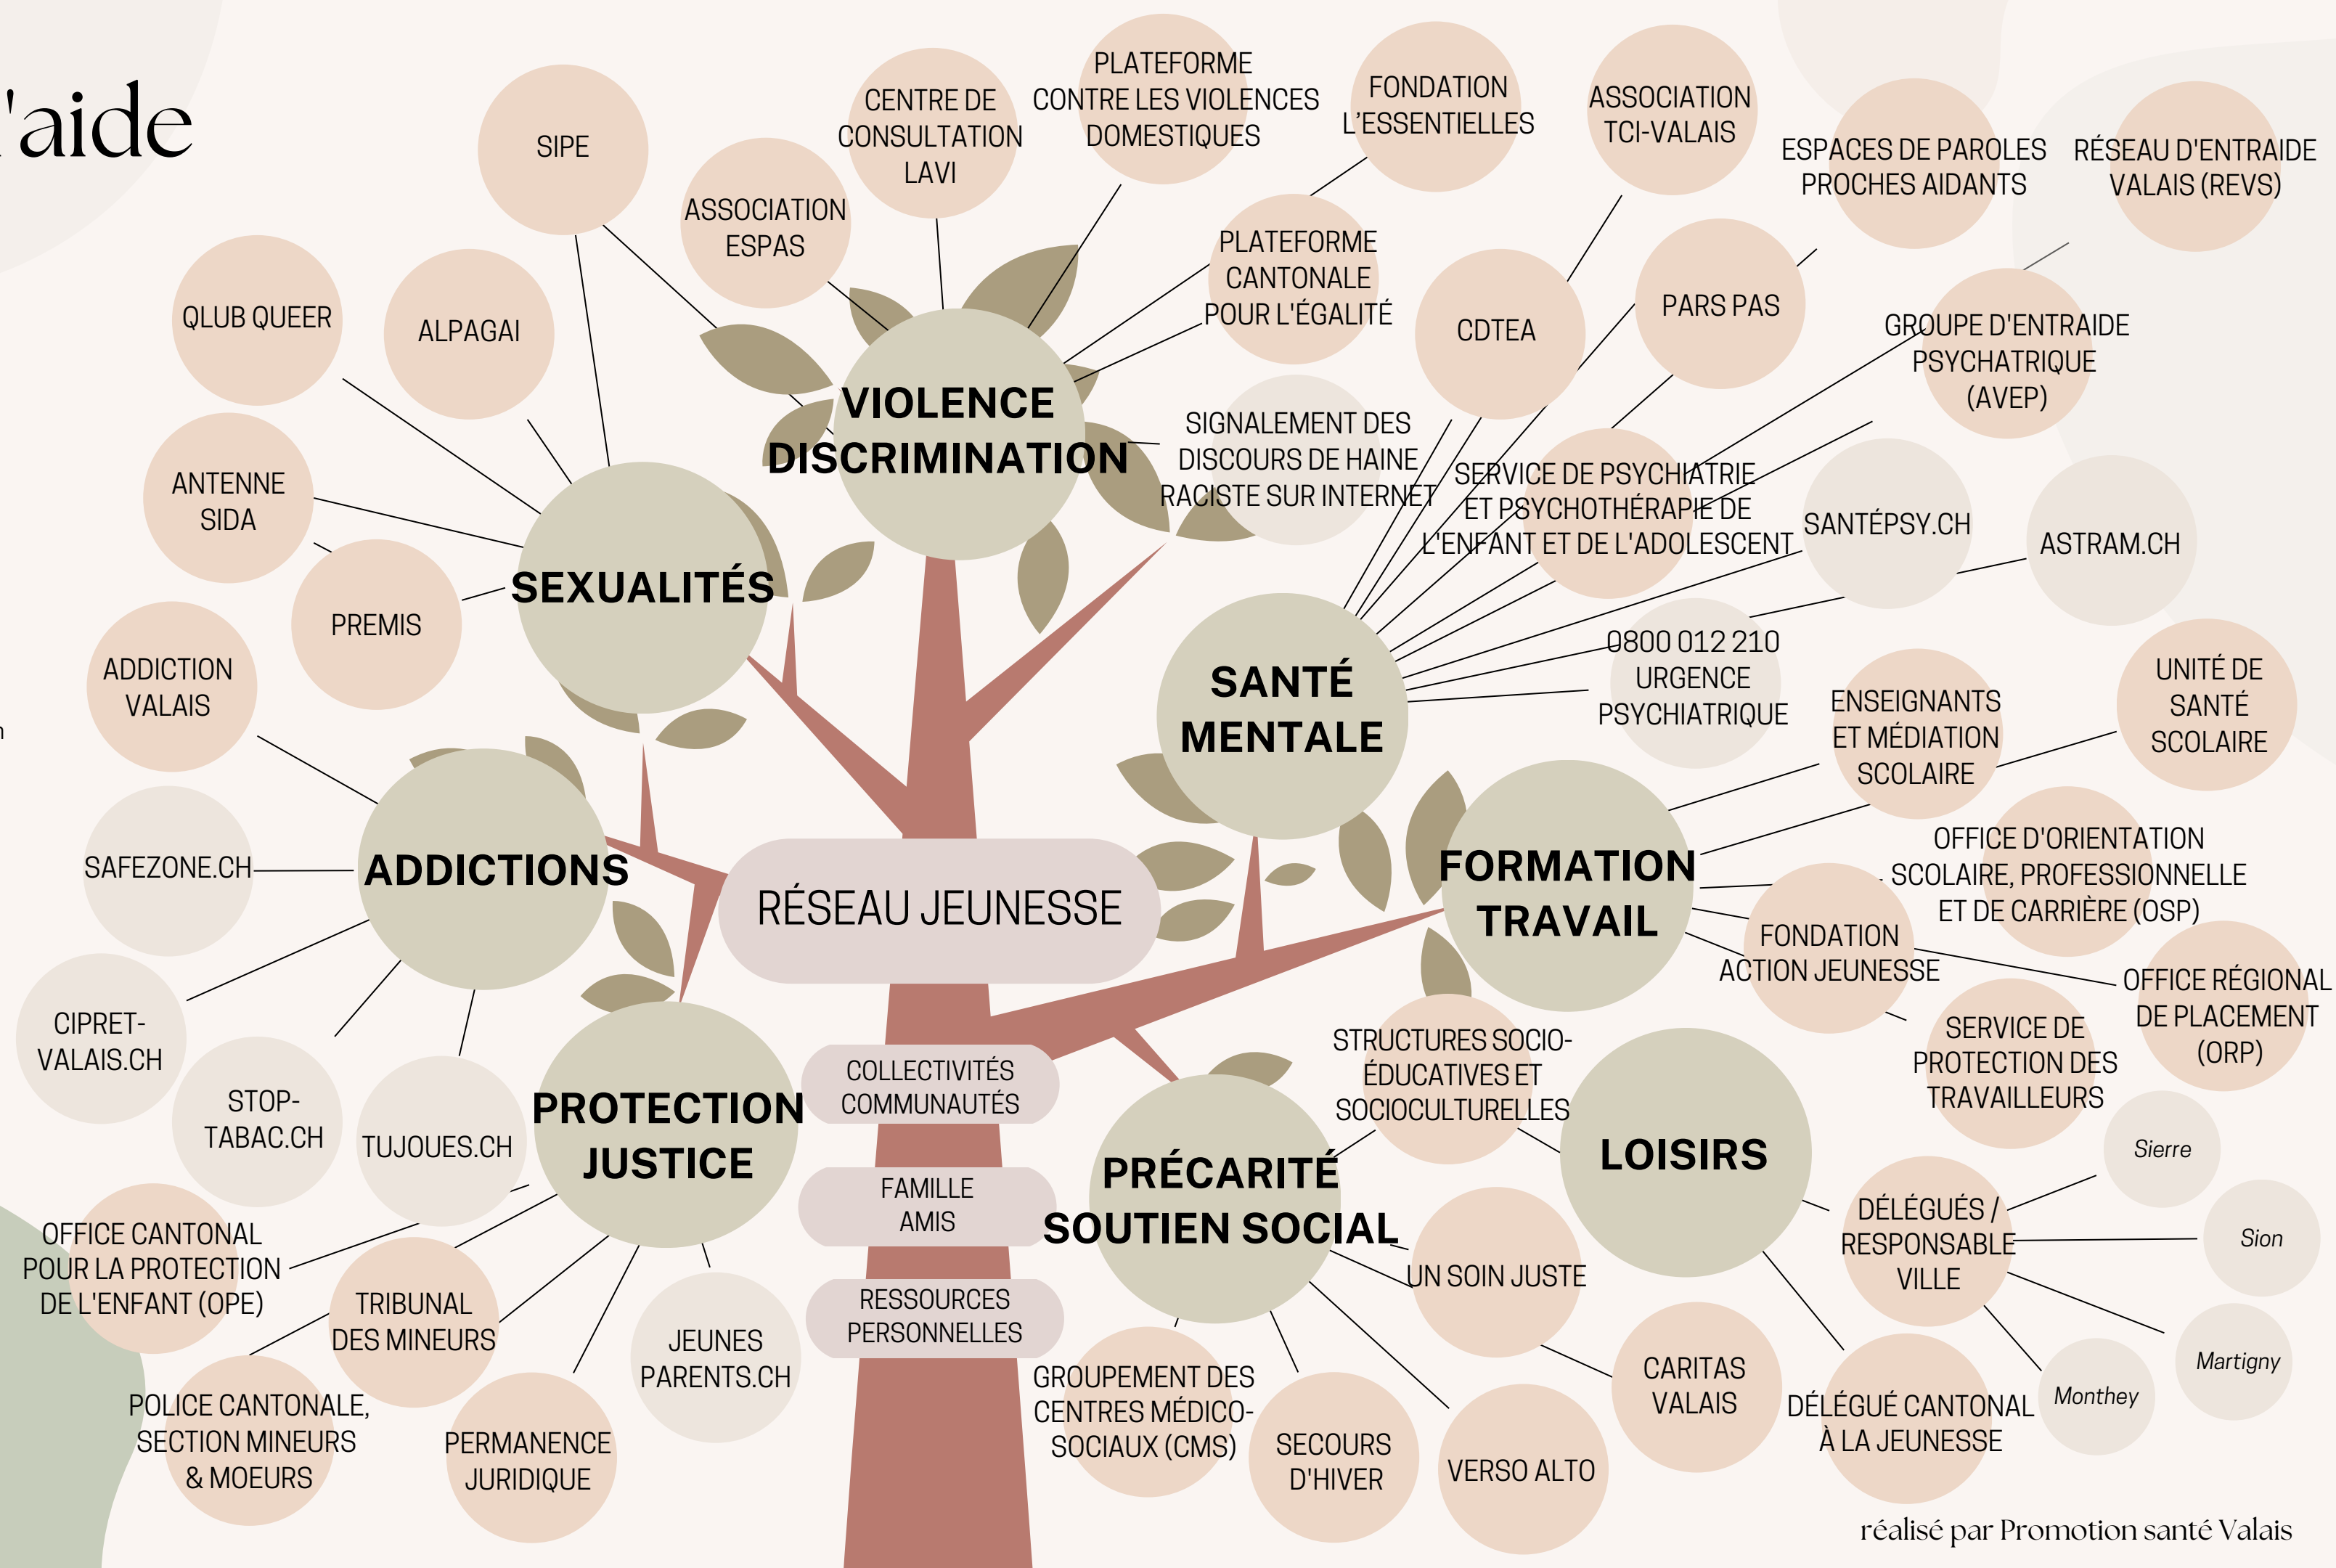 'aide
SIPE
ASSOCIATION
ESPAS
CENTRE DE
CONSULTATION
LAVI
PLATEFORME
CONTRE LES VIOLENCES
DOMESTIQUES
FONDATION
L'ESSENTIELLES
PLATEFORME
CANTONALE
POUR L'ÉGALITÉ
SIGNALEMENT DES
DISCOURS DE HAINE
RACISTE SUR INTERNET
VIOLENCE
DISCRIMINATION
QLUB QUEER
ALPAGAI
ANTENNE
SIDA
PREMIS
SEXUALITÉS
ASSOCIATION
TCI-VALAIS
ESPACES DE PAROLES
PROCHES AIDANTS
RÉSEAU D'ENTRAIDE
VALAIS (REVS)
CDTEA
PARS PAS
GROUPE D'ENTRAIDE
PSYCHATRIQUE
(AVEP)
SERVICE DE PSYCHIATRIE
ET PSYCHOTHÉRAPIE DE
L'ENFANT ET DE L'ADOLESCENT
SANTÉPSY.CH
ASTRAM.CH
0800 012 210
URGENCE
PSYCHIATRIQUE
SANTÉ
MENTALE
ADDICTION
VALAIS
SAFEZONE.CH
CIPRET-
VALAIS.CH
STOP-
TABAC.CH
TUJOUES.CH
ADDICTIONS
RÉSEAU JEUNESSE
ENSEIGNANTS
ET MÉDIATION
SCOLAIRE
UNITÉ DE
SANTÉ
SCOLAIRE
OFFICE D'ORIENTATION
SCOLAIRE, PROFESSIONNELLE
ET DE CARRIÈRE (OSP)
FONDATION
ACTION JEUNESSE
OFFICE RÉGIONAL
DE PLACEMENT
(ORP)
SERVICE DE
PROTECTION DES
TRAVAILLEURS
FORMATION
TRAVAIL
COLLECTIVITÉS
COMMUNAUTÉS
FAMILLE
AMIS
RESSOURCES
PERSONNELLES
PROTECTION
JUSTICE
OFFICE CANTONAL
POUR LA PROTECTION
DE L'ENFANT (OPE)
TRIBUNAL
DES MINEURS
POLICE CANTONALE,
SECTION MINEURS
& MOEURS
PERMANENCE
JURIDIQUE
JEUNES
PARENTS.CH
STRUCTURES SOCIO-
ÉDUCATIVES ET
SOCIOCULTURELLES
PRÉCARITÉ
SOUTIEN SOCIAL
UN SOIN JUSTE
GROUPEMENT DES
CENTRES MÉDICO-
SOCIAUX (CMS)
SECOURS
D'HIVER
VERSO ALTO
CARITAS
VALAIS
LOISIRS
DÉLÉGUÉS /
RESPONSABLE
VILLE
Sierre
Sion
Martigny
Monthey
DÉLÉGUÉ CANTONAL
À LA JEUNESSE
réalisé par Promotion santé Valais